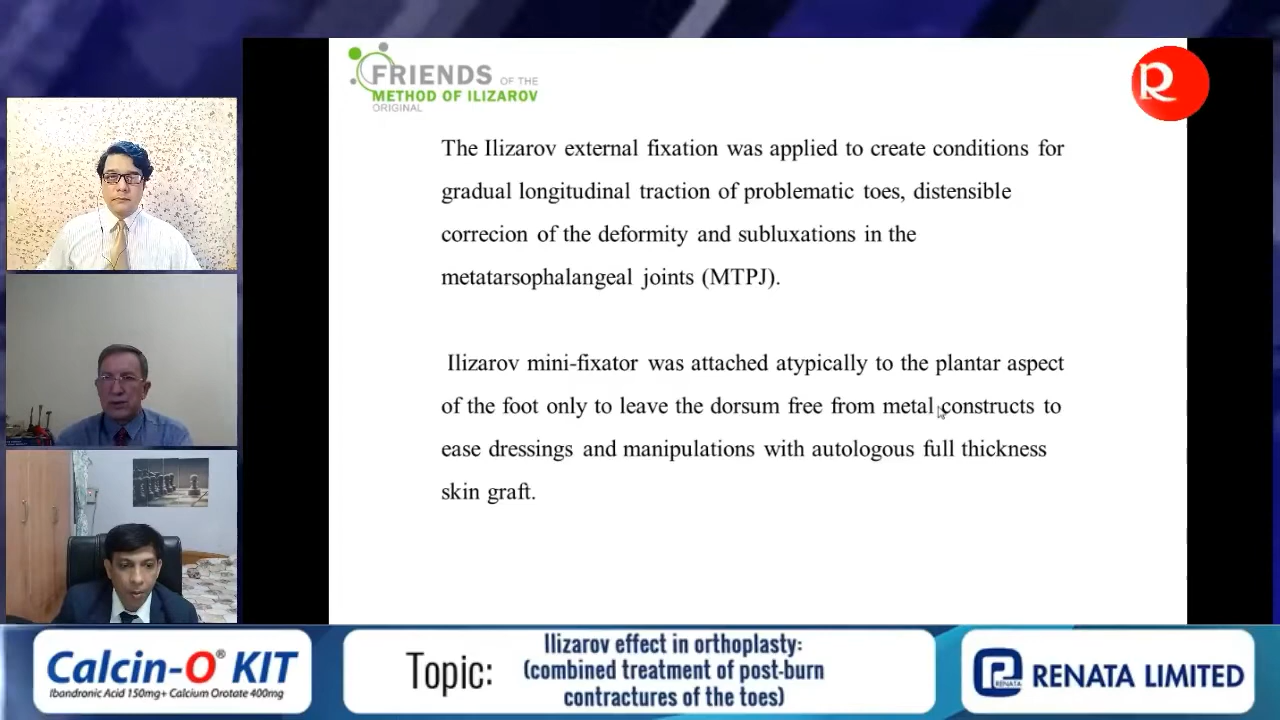 FRIENDS OF THE
METHOD OF ILIZAROV
ORIGINAL
R
The Ilizarov external fixation was applied to create conditions for
gradual longitudinal traction of problematic toes, distensible
correcion of the deformity and subluxations in the
metatarsophalangeal joints (MTPJ).
Ilizarov mini-fixator was attached atypically to the plantar aspect
of the foot only to leave the dorsum free from metal constructs to
ease dressings and manipulations with autologous full thickness
skin graft.
Calcin-O® KIT
Ibandronic Acid 150mg+ Calcium Orotate 400mg
Topic:
Ilizarov effect in orthoplasty:
(combined treatment of post-burn
contractures of the toes)
RENATA
RENATA LIMITED